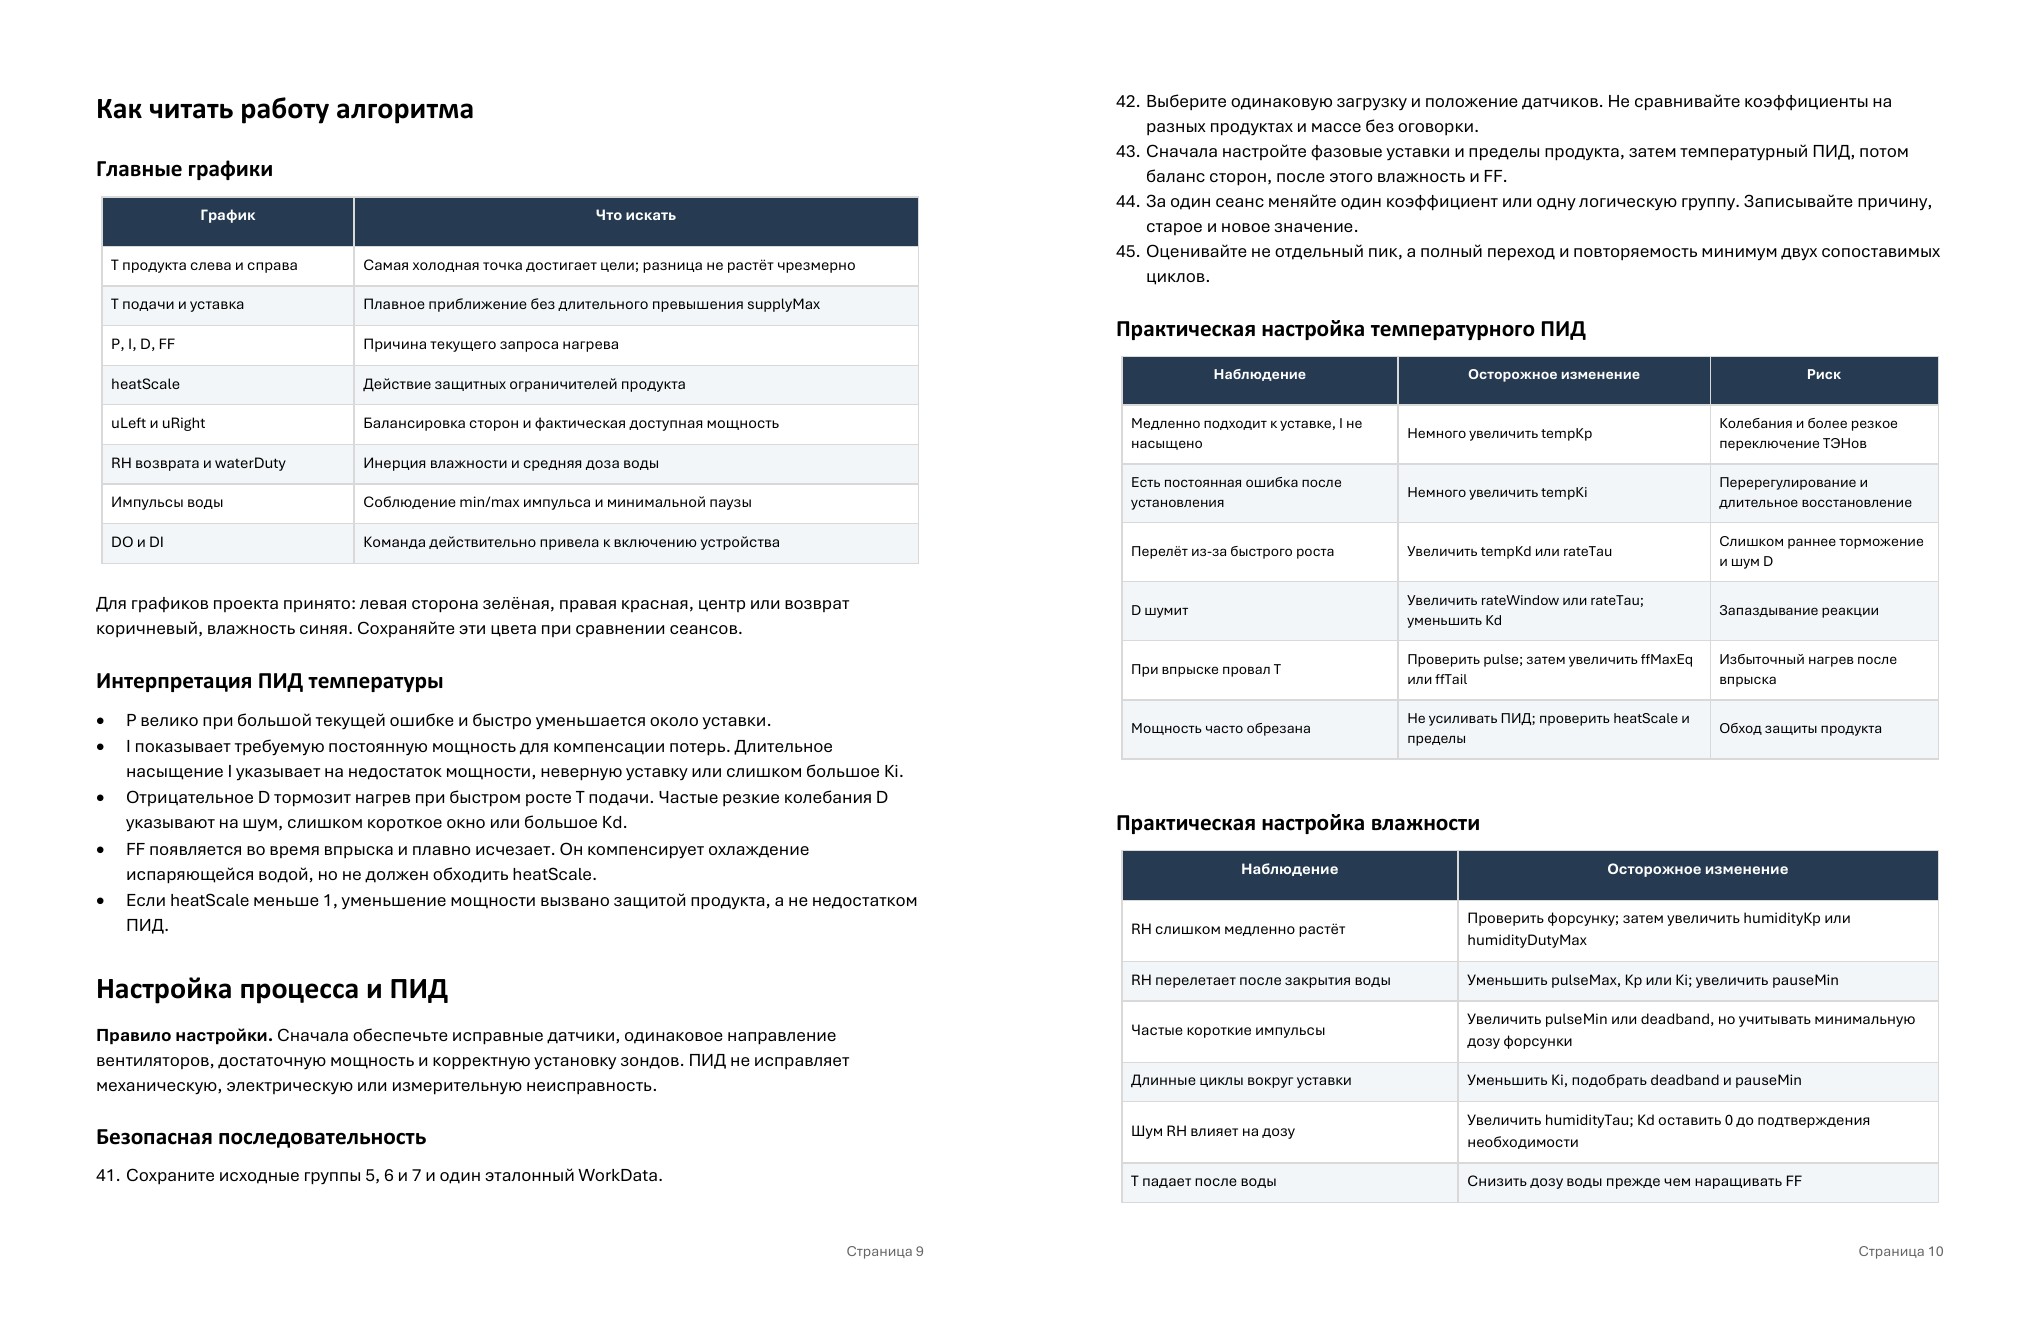 Как читать работу алгоритма
Главные графики
График
Что искать
Т продукта слева и справа
Самая холодная точка достигает цели; разница не растёт чрезмерно
Т подачи и уставка
Плавное приближение без длительного превышения supplyMax
P, I, D, FF
Причина текущего запроса нагрева
heatScale
Действие защитных ограничителей продукта
uLeft и uRight
Балансировка сторон и фактическая доступная мощность
RH возврата и waterDuty
Инерция влажности и средняя доза воды
Импульсы воды
Соблюдение min/max импульса и минимальной паузы
DO и DI
Команда действительно привела к включению устройства
Для графиков проекта принято: левая сторона зелёная, правая красная, центр или возврат
коричневый, влажность синяя. Сохраняйте эти цвета при сравнении сеансов.
Интерпретация ПИД температуры
• P велико при большой текущей ошибке и быстро уменьшается около уставки.
• I показывает требуемую постоянную мощность для компенсации потерь. Длительное
насыщение I указывает на недостаток мощности, неверную уставку или слишком большое Ki.
• Отрицательное D тормозит нагрев при быстром росте Т подачи. Частые резкие колебания D
указывают на шум, слишком короткое окно или большое Kd.
• FF появляется во время впрыска и плавно исчезает. Он компенсирует охлаждение
испаряющейся водой, но не должен обходить heatScale.
• Если heatScale меньше 1, уменьшение мощности вызвано защитой продукта, а не недостатком
ПИД.
Настройка процесса и ПИД
Правило настройки. Сначала обеспечьте исправные датчики, одинаковое направление
вентиляторов, достаточную мощность и корректную установку зондов. ПИД не исправляет
механическую, электрическую или измерительную неисправность.
Безопасная последовательность
41. Сохраните исходные группы 5, 6 и 7 и один эталонный WorkData.
Страница 9
42. Выберите одинаковую загрузку и положение датчиков. Не сравнивайте коэффициенты на
разных продуктах и массе без оговорки.
43. Сначала настройте фазовые уставки и пределы продукта, затем температурный ПИД, потом
баланс сторон, после этого влажность и FF.
44. За один сеанс меняйте один коэффициент или одну логическую группу. Записывайте причину,
старое и новое значение.
45. Оценивайте не отдельный пик, а полный переход и повторяемость минимум двух сопоставимых
циклов.
Практическая настройка температурного ПИД
Наблюдение
Осторожное изменение
Риск
Медленно подходит к уставке, I не
насыщено
Немного увеличить tempKp
Колебания и более резкое
переключение ТЭНов
Есть постоянная ошибка после
установления
Немного увеличить tempKi
Перерегулирование и
длительное восстановление
Перелёт из-за быстрого роста
Увеличить tempKd или rateTau
Слишком раннее торможение
и шум D
D шумит
Увеличить rateWindow или rateTau;
уменьшить Kd
Запаздывание реакции
При впрыске провал Т
Проверить pulse; затем увеличить ffMaxEq
или ffTail
Избыточный нагрев после
впрыска
Мощность часто обрезана
Не усиливать ПИД; проверить heatScale и
пределы
Обход защиты продукта
Практическая настройка влажности
Наблюдение
Осторожное изменение
RH слишком медленно растёт
Проверить форсунку; затем увеличить humidityKp или
humidityDutyMax
RH перелетает после закрытия воды
Уменьшить pulseMax, Kp или Ki; увеличить pauseMin
Частые короткие импульсы
Увеличить pulseMin или deadband, но учитывать минимальную
дозу форсунки
Длинные циклы вокруг уставки
Уменьшить Ki, подобрать deadband и pauseMin
Шум RH влияет на дозу
Увеличить humidityTau; Kd оставить 0 до подтверждения
необходимости
Т падает после воды
Снизить дозу воды прежде чем наращивать FF
Страница 10